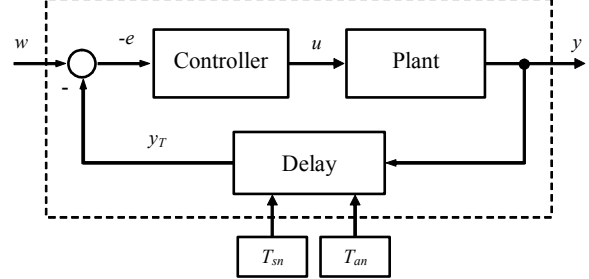 w
-e
Controller
u
Plant
y
-
y_T
Delay
T_sn
T_an